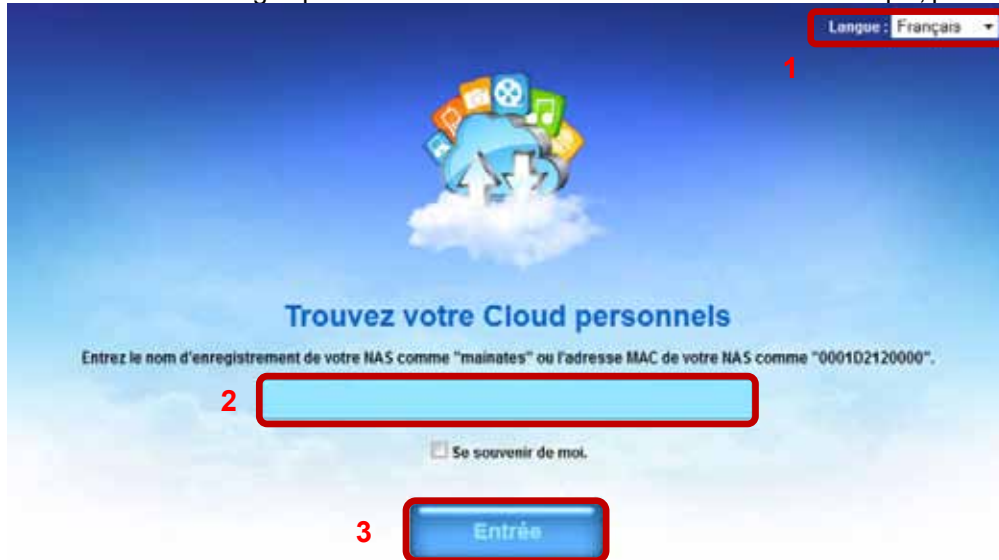 Langue : Français
1
Trouvez votre Cloud personnels
Entrez le nom d'enregistrement de votre NAS comme "mainates" ou l'adresse MAC de votre NAS comme "0001D2120000".
2
Se souvenir de moi.
3 Entrée